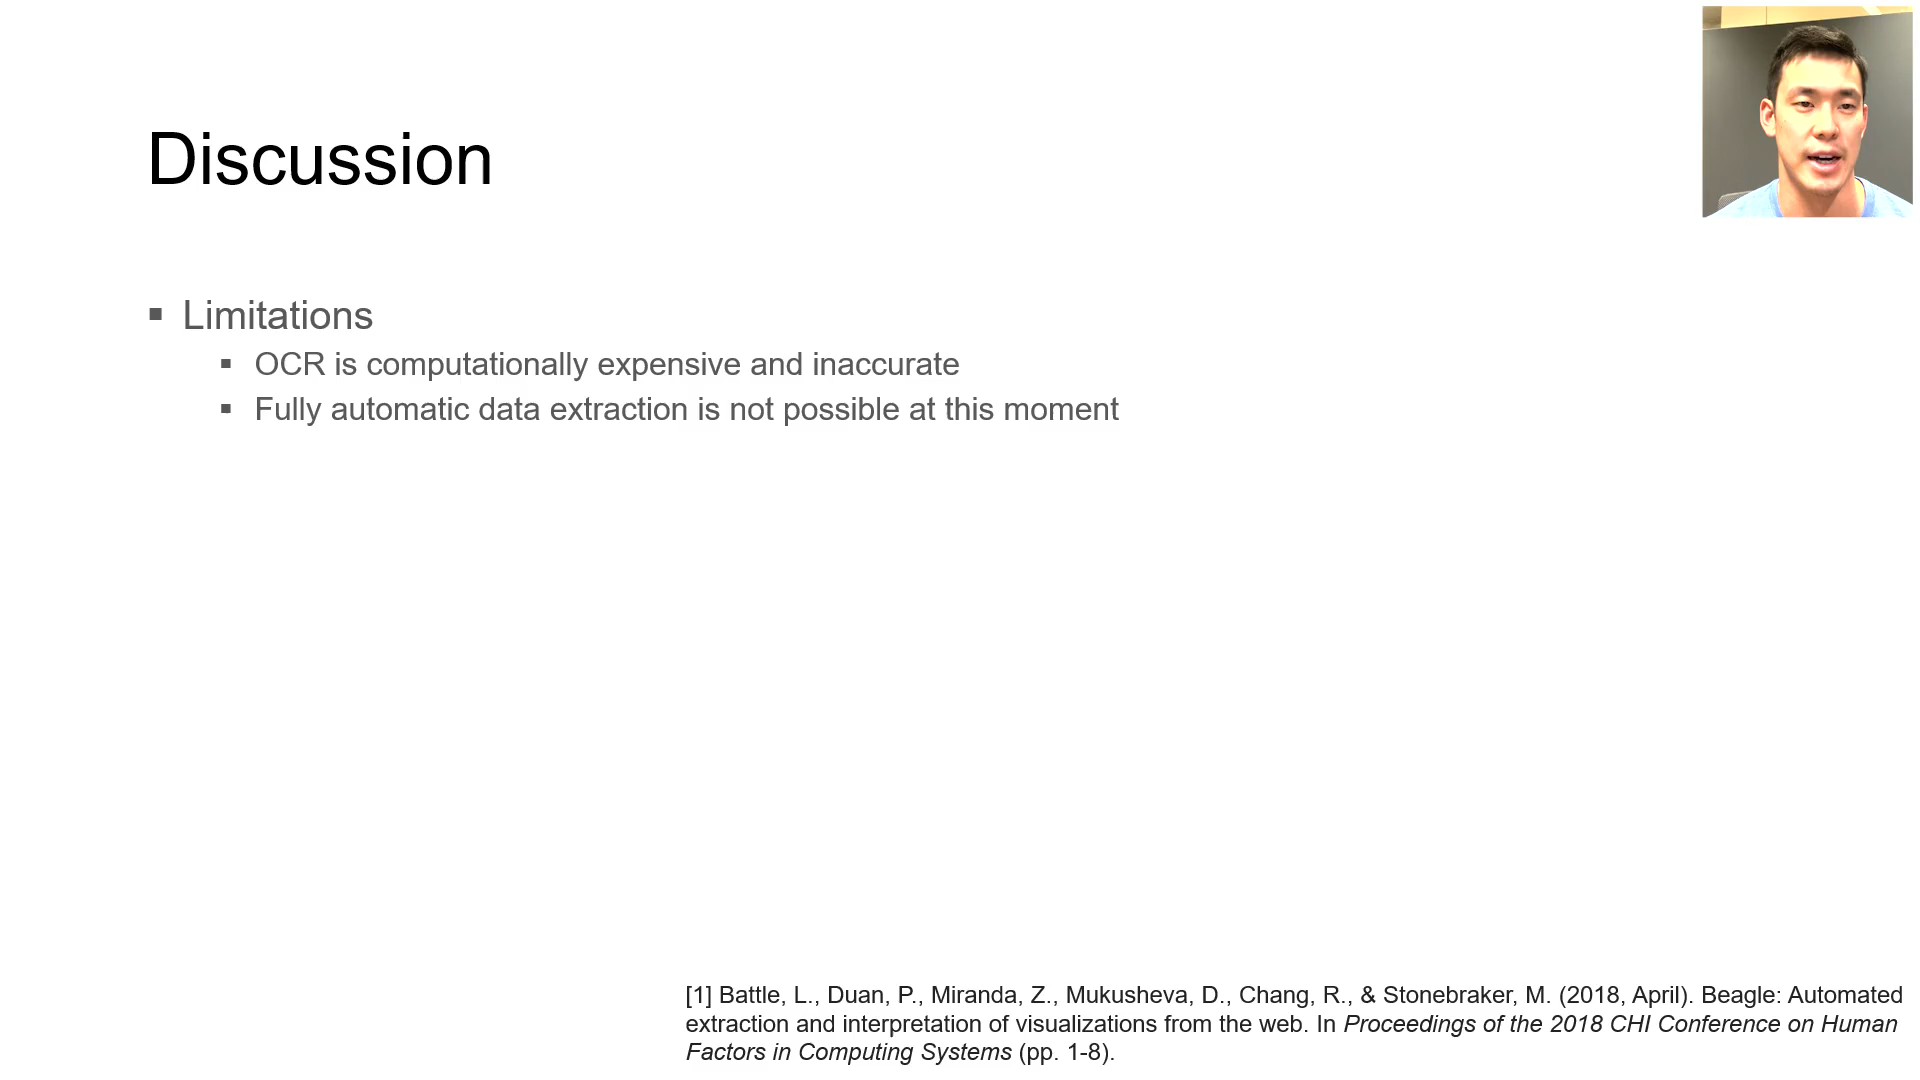 Discussion
Limitations
OCR is computationally expensive and inaccurate
Fully automatic data extraction is not possible at this moment
[1] Battle, L., Duan, P., Miranda, Z., Mukusheva, D., Chang, R., & Stonebraker, M. (2018, April). Beagle: Automated
extraction and interpretation of visualizations from the web. In Proceedings of the 2018 CHI Conference on Human
Factors in Computing Systems (pp. 1-8).